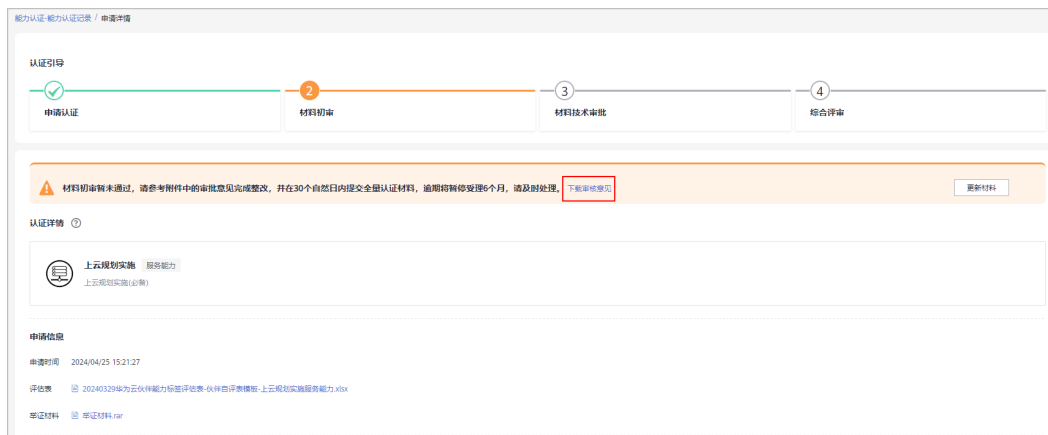 能力认证-能力认证记录 / 申请详情
认证引导
2
3
4
申请认证
材料初审
材料技术审批
综合评审
材料初审暂未通过，请参考附件中的审批意见完成整改，并在30个自然日内提交全量认证材料，逾期将暂停受理6个月，请及时处理。 下载审核意见
更新材料
认证详情 ?
上云规划实施 服务能力
上云规划实施(必备)
申请信息
申请时间 2024/04/25 15:21:27
评估表 20240329华为云伙伴能力标签评估表-伙伴自评表模板-上云规划实施服务能力.xlsx
举证材料 举证材料.rar